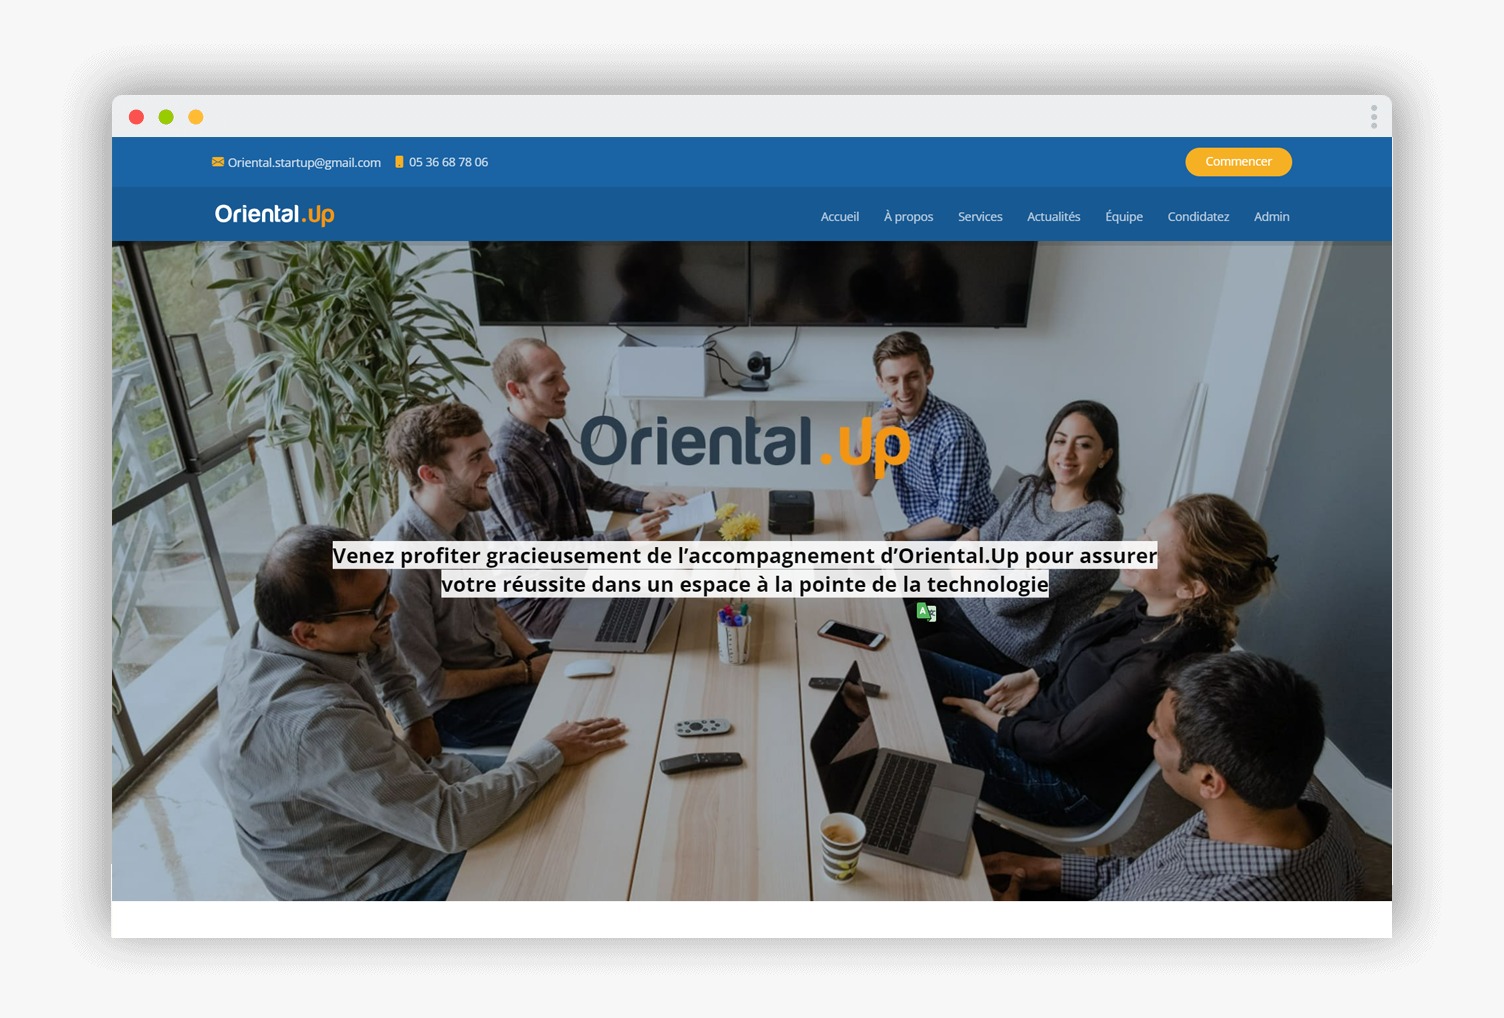 Oriental.startup@gmail.com 05 36 68 78 06 Commencer
Oriental.Up Accueil À propos Services Actualités Équipe Condidatez Admin
Oriental.up
Venez profiter gracieusement de l’accompagnement d’Oriental.Up pour assurer
votre réussite dans un espace à la pointe de la technologie
A